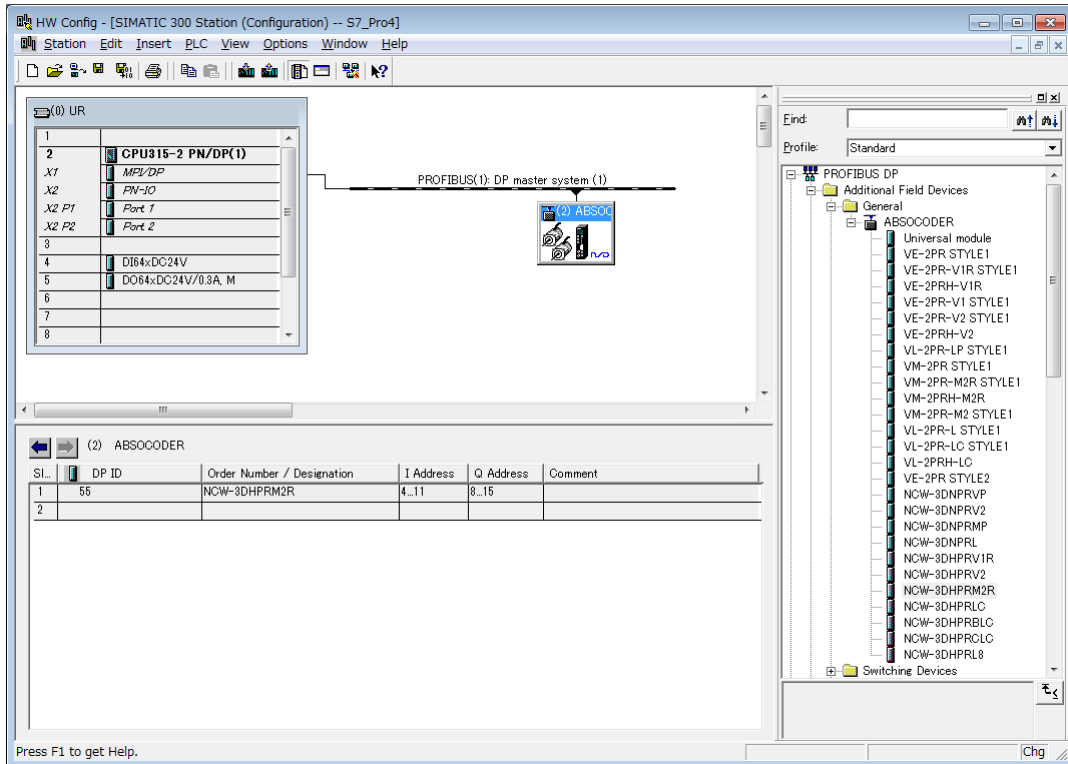 HW Config - [SIMATIC 300 Station (Configuration) -- S7_Pro4]
Station Edit Insert PLC View Options Window Help
(0) UR
1
2 CPU315-2 PN/DP(1)
X1 MPI/DP
X2 PN-IO
X2 P1 Port 1
X2 P2 Port 2
3
4 DI64xDC24V
5 DO64xDC24V/0.3A, M
6
7
8
PROFIBUS(1): DP master system (1)
(2) ABSOC
NSD
Find:
Profile: Standard
PROFIBUS DP
Additional Field Devices
General
ABSOCODER
Universal module
VE-2PR STYLE1
VE-2PR-V1R STYLE1
VE-2PRH-V1R
VE-2PR-V1 STYLE1
VE-2PR-V2 STYLE1
VE-2PRH-V2
VL-2PR-LP STYLE1
VM-2PR STYLE1
VM-2PR-M2R STYLE1
VM-2PRH-M2R
VM-2PR-M2 STYLE1
VL-2PR-L STYLE1
VL-2PR-LC STYLE1
VL-2PRH-LC
VE-2PR STYLE2
NCW-3DNPRVP
NCW-3DNPRV2
NCW-3DNPRMP
NCW-3DNPRL
NCW-3DHPRV1R
NCW-3DHPRV2
NCW-3DHPRM2R
NCW-3DHPRLC
NCW-3DHPRBLC
NCW-3DHPRCLC
NCW-3DHPRL8
Switching Devices
(2) ABSOCODER
Sl... DP ID Order Number / Designation I Address Q Address Comment
1 55 NCW-3DHPRM2R 4...11 8...15
2
Press F1 to get Help.
Chg